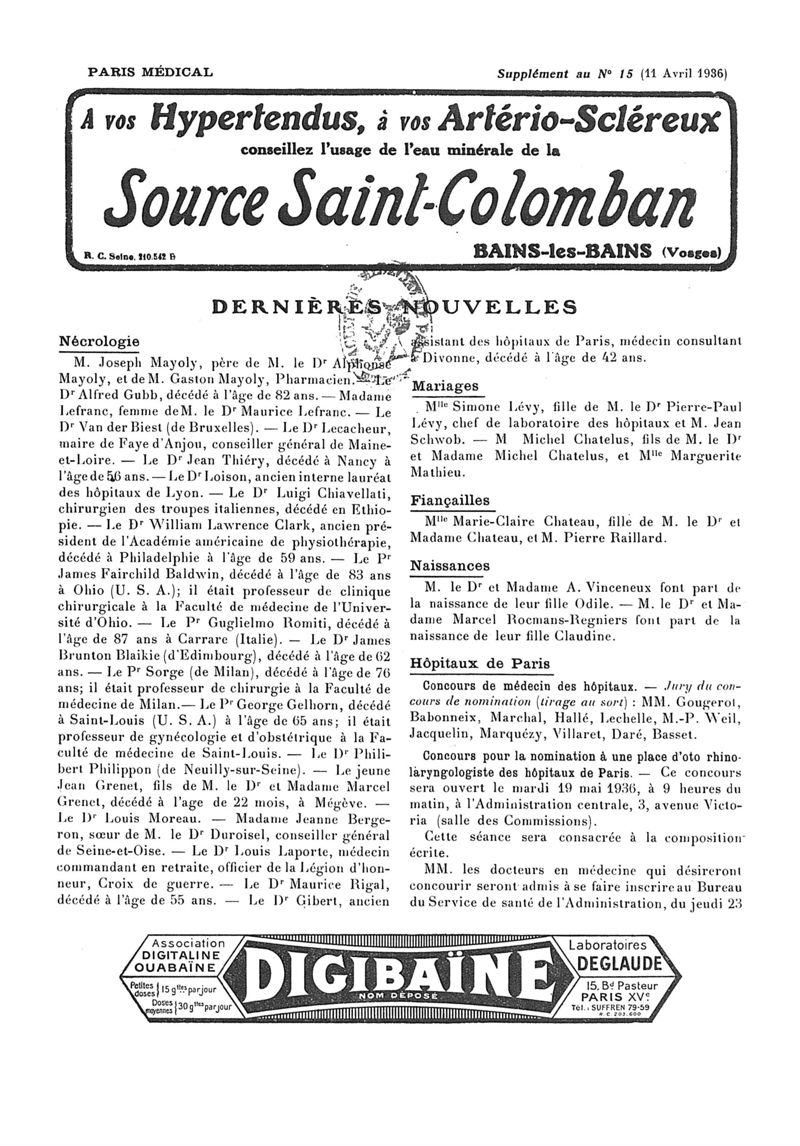 PARIS MÉDICAL
Supplément au N° 15 (11 Avril 1936)
A vos Hypertendus, à vos Artério-Scléreux
conseillez l'usage de l'eau minérale de la
Source Saint-Colomban
R. C. Seine. 210.542 B
BAINS-les-BAINS (Vosges)
DERNIÈRES NOUVELLES
Nécrologie
M. Joseph Mayoly, père de M. le Dr Alphonse
Mayoly, et de M. Gaston Mayoly, Pharmacien. — Le
Dr Alfred Gubb, décédé à l'âge de 82 ans. — Madame
Lefranc, femme de M. le Dr Maurice Lefranc. — Le
Dr Van der Biest (de Bruxelles). — Le Dr Lecacheur,
maire de Faye d'Anjou, conseiller général de Maine-
et-Loire. — Le Dr Jean Thiéry, décédé à Nancy à
l'âge de 56 ans. — Le Dr Loison, ancien interne lauréat
des hôpitaux de Lyon. — Le Dr Luigi Chiavellati,
chirurgien des troupes italiennes, décédé en Ethio-
pie. — Le Dr William Lawrence Clark, ancien pré-
sident de l'Académie américaine de physiothérapie,
décédé à Philadelphie à l'âge de 59 ans. — Le Pr
James Fairchild Baldwin, décédé à l'âge de 83 ans
à Ohio (U. S. A.); il était professeur de clinique
chirurgicale à la Faculté de médecine de l'Univer-
sité d'Ohio. — Le Pr Guglielmo Romiti, décédé à
l'âge de 87 ans à Carrare (Italie). — Le Dr James
Brunton Blaikie (d'Edimbourg), décédé à l'âge de 62
ans. — Le Pr Sorge (de Milan), décédé à l'âge de 76
ans; il était professeur de chirurgie à la Faculté de
médecine de Milan. — Le Pr George Gelhorn, décédé
à Saint-Louis (U. S. A.) à l'âge de 65 ans; il était
professeur de gynécologie et d'obstétrique à la Fa-
culté de médecine de Saint-Louis. — Le Dr Phili-
bert Philippon (de Neuilly-sur-Seine). — Le jeune
Jean Grenet, fils de M. le Dr et Madame Marcel
Grenet, décédé à l'age de 22 mois, à Mégève. —
Le Dr Louis Moreau. — Madame Jeanne Berge-
ron, sœur de M. le Dr Duroisel, conseiller général
de Seine-et-Oise. — Le Dr Louis Laporte, médecin
commandant en retraite, officier de la Légion d'hon-
neur, Croix de guerre. — Le Dr Maurice Rigal,
décédé à l'âge de 55 ans. — Le Dr Gibert, ancien
assistant des hôpitaux de Paris, médecin consultant
à Divonne, décédé à l'âge de 42 ans.
Mariages
Mlle Simone Lévy, fille de M. le Dr Pierre-Paul
Lévy, chef de laboratoire des hôpitaux et M. Jean
Schwob. — M Michel Chatelus, fils de M. le Dr
et Madame Michel Chatelus, et Mlle Marguerite
Mathieu.
Fiançailles
Mlle Marie-Claire Chateau, fille de M. le Dr et
Madame Chateau, et M. Pierre Raillard.
Naissances
M. le Dr et Madame A. Vinceneux font part de
la naissance de leur fille Odile. — M. le Dr et Ma-
dame Marcel Rocmans-Regniers font part de la
naissance de leur fille Claudine.
Hôpitaux de Paris
Concours de médecin des hôpitaux. — Jury du con-
cours de nomination (tirage au sort) : MM. Gougerot,
Babonneix, Marchal, Hallé, Lechelle, M.-P. Weil,
Jacquelin, Marquézy, Villaret, Daré, Basset.
Concours pour la nomination à une place d'oto rhino-
laryngologiste des hôpitaux de Paris. — Ce concours
sera ouvert le mardi 19 mai 1936, à 9 heures du
matin, à l'Administration centrale, 3, avenue Victo-
ria (salle des Commissions).
Cette séance sera consacrée à la composition
écrite.
MM. les docteurs en médecine qui désireront
concourir seront admis à se faire inscrire au Bureau
du Service de santé de l'Administration, du jeudi 23
Association
DIGITALINE
OUABAÏNE
Petites doses } 15 gttes par jour
Doses moyennes } 30 gttes par jour
DIGIBAÏNE
NOM DÉPOSÉ
Laboratoires
DEGLAUDE
15, Bd Pasteur
PARIS XVe
Tél.: SUFFREN 79-59
R.C. 203.600